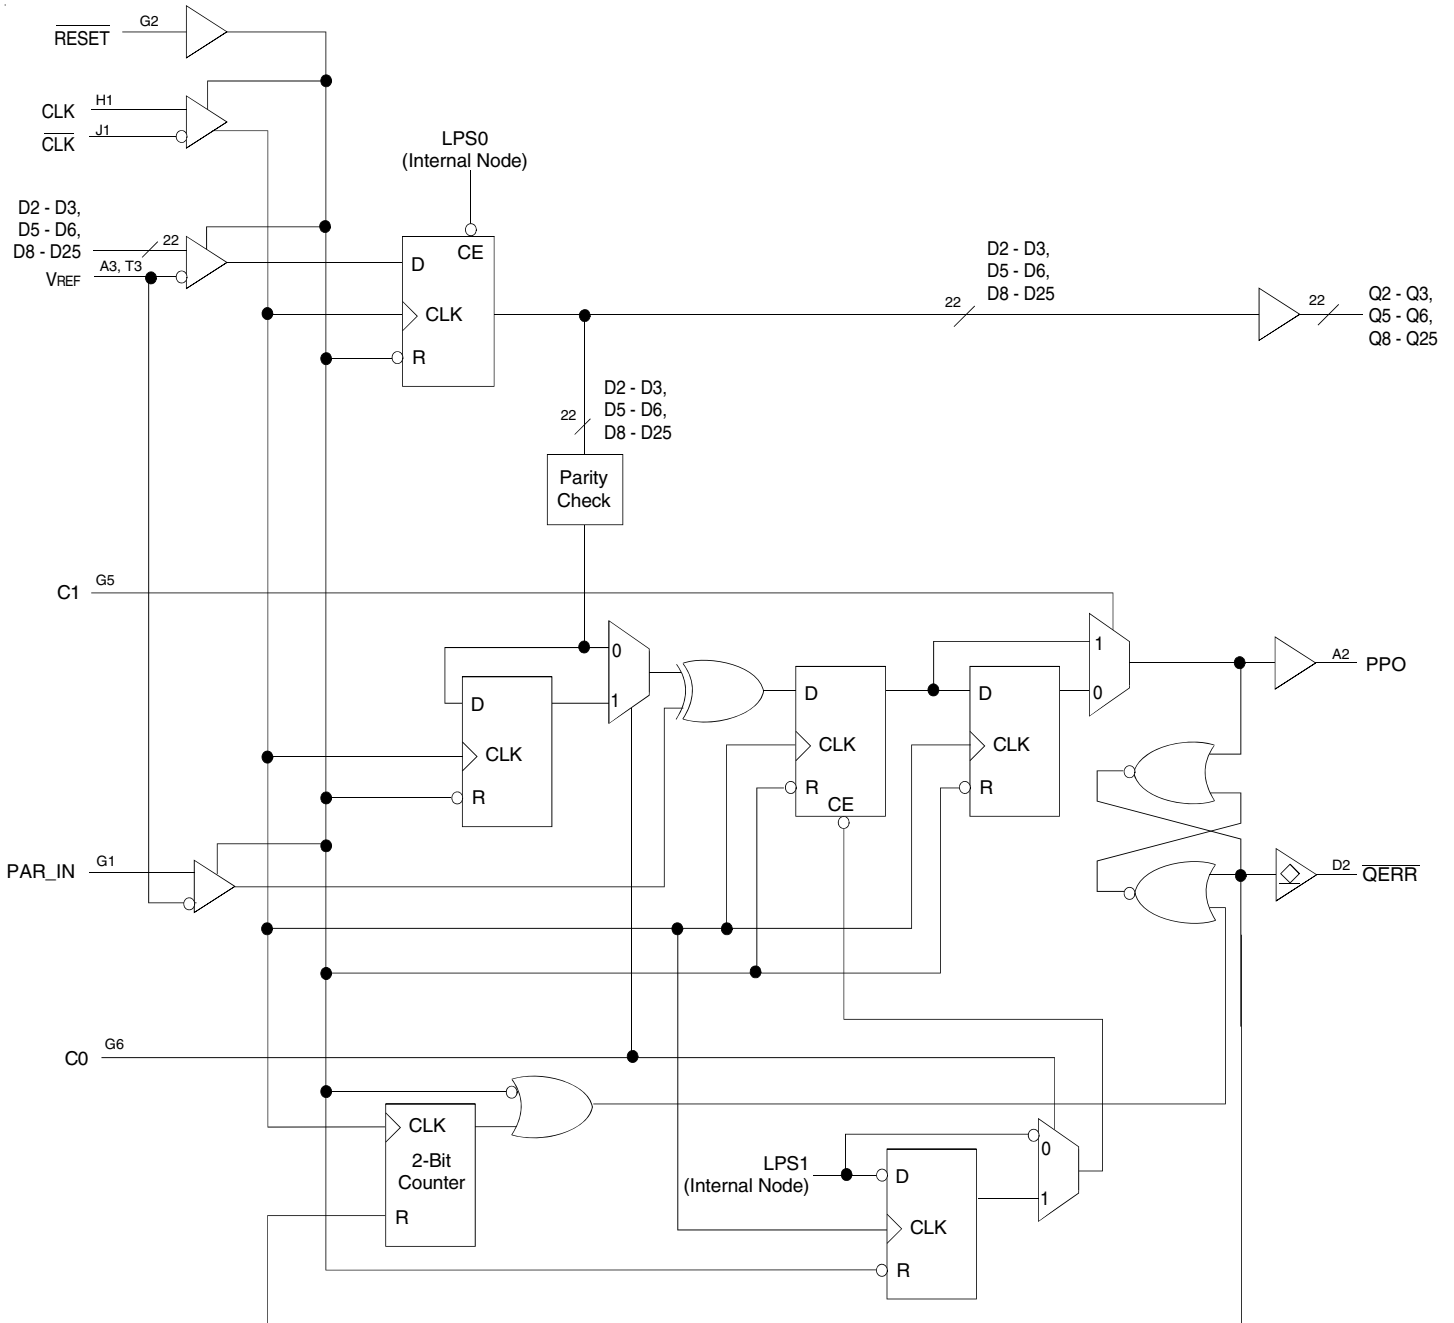 RESET
G2
CLK
H1
CLK
J1
LPS0
(Internal Node)
D2 - D3,
D5 - D6,
D8 - D25
22
VREF
A3, T3
CE
D
CLK
R
D2 - D3,
D5 - D6,
D8 - D25
22
22
Q2 - Q3,
Q5 - Q6,
Q8 - Q25
D2 - D3,
D5 - D6,
D8 - D25
22
Parity
Check
C1
G5
0
1
D
CLK
R
D
CLK
R
CE
D
CLK
R
1
0
A2
PPO
PAR_IN
G1
D2
QERR
C0
G6
CLK
2-Bit
Counter
R
LPS1
(Internal Node)
D
CLK
R
0
1